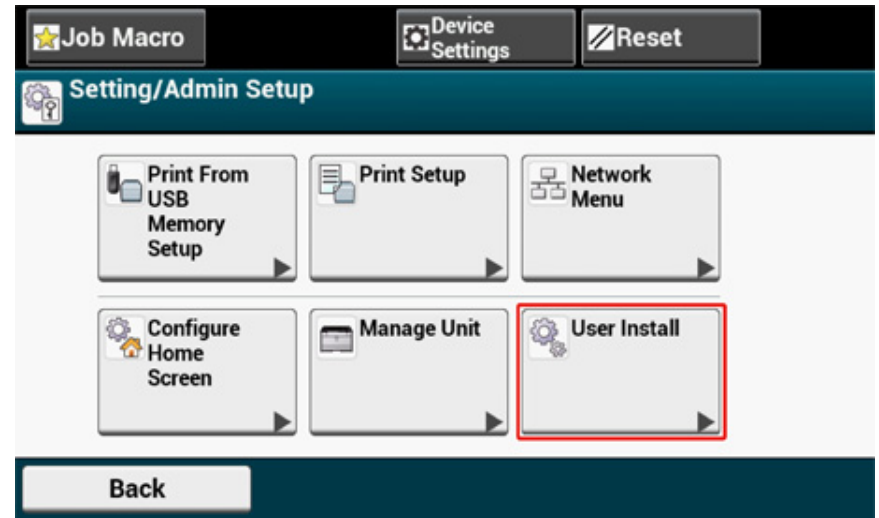 Job Macro
Device
Settings
Reset
Setting/Admin Setup
Print From
USB
Memory
Setup
Print Setup
Network
Menu
Configure
Home
Screen
Manage Unit
User Install
Back